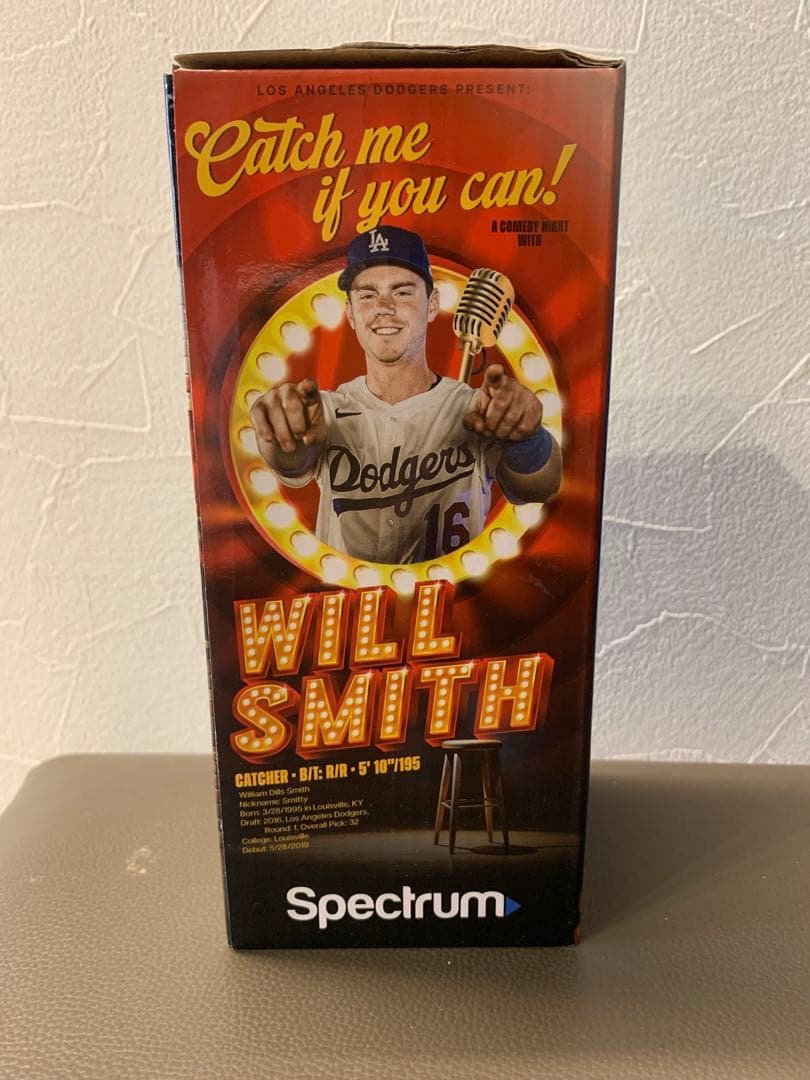 LOS ANGELES DODGERS PRESENT:
Catch me
if you can!
A COMEDY NIGHT
WITH
LA
Dodgers
16
WILL
SMITH
CATCHER • B/T: R/R • 5' 10"/195
William Dills Smith
Nickname: Smitty
Born: 3/28/1995 in Louisville, KY
Draft: 2016, Los Angeles Dodgers,
Round: 1, Overall Pick: 32
College: Louisville
Debut: 5/28/2019
Spectrum